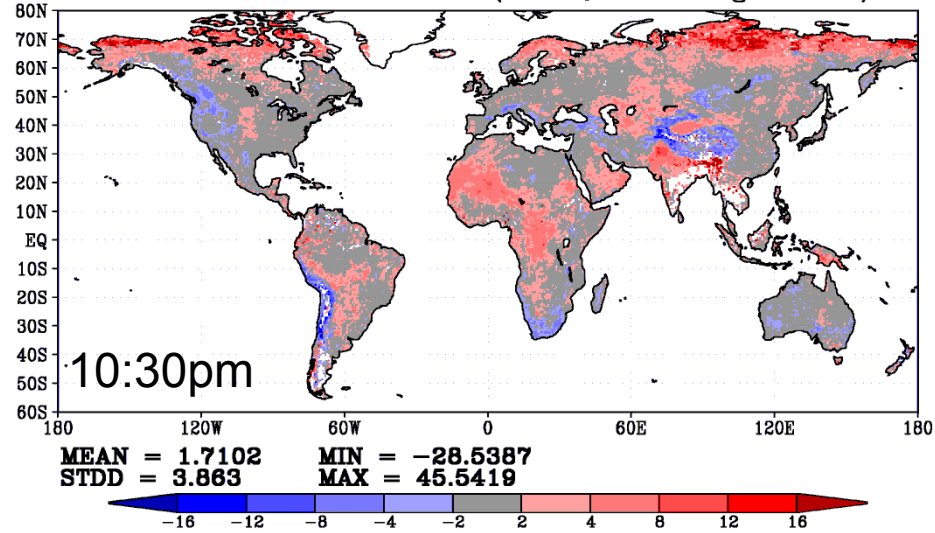 80N
70N
60N
50N
40N
30N
20N
10N
EQ
10S
20S
30S
40S
50S
60S
10:30pm
180 120W 60W 0 60E 120E 180
MEAN = 1.7102 MIN = -28.5387
STDD = 3.863 MAX = 45.5419
-16 -12 -8 -4 -2 2 4 8 12 16